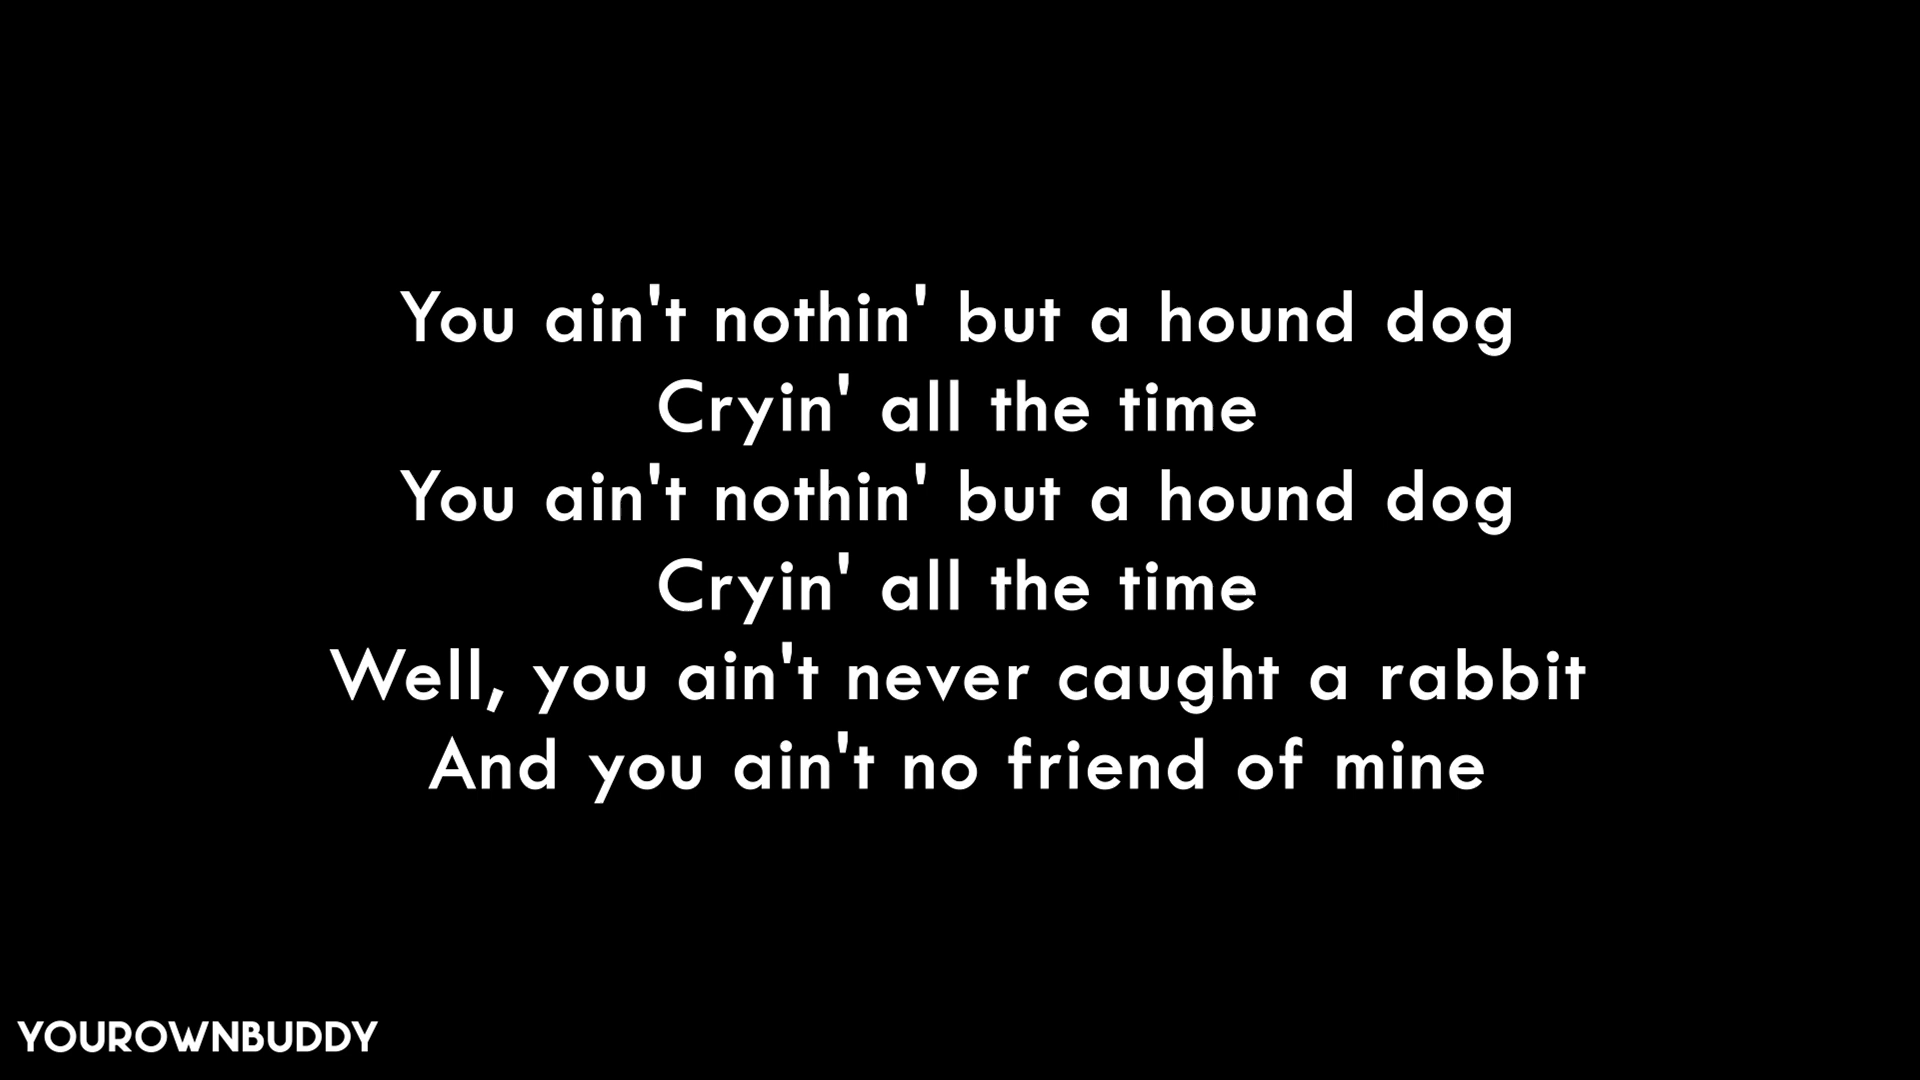 You ain't nothin' but a hound dog
Cryin' all the time
You ain't nothin' but a hound dog
Cryin' all the time
Well, you ain't never caught a rabbit
And you ain't no friend of mine
YOUROWNBUDDY